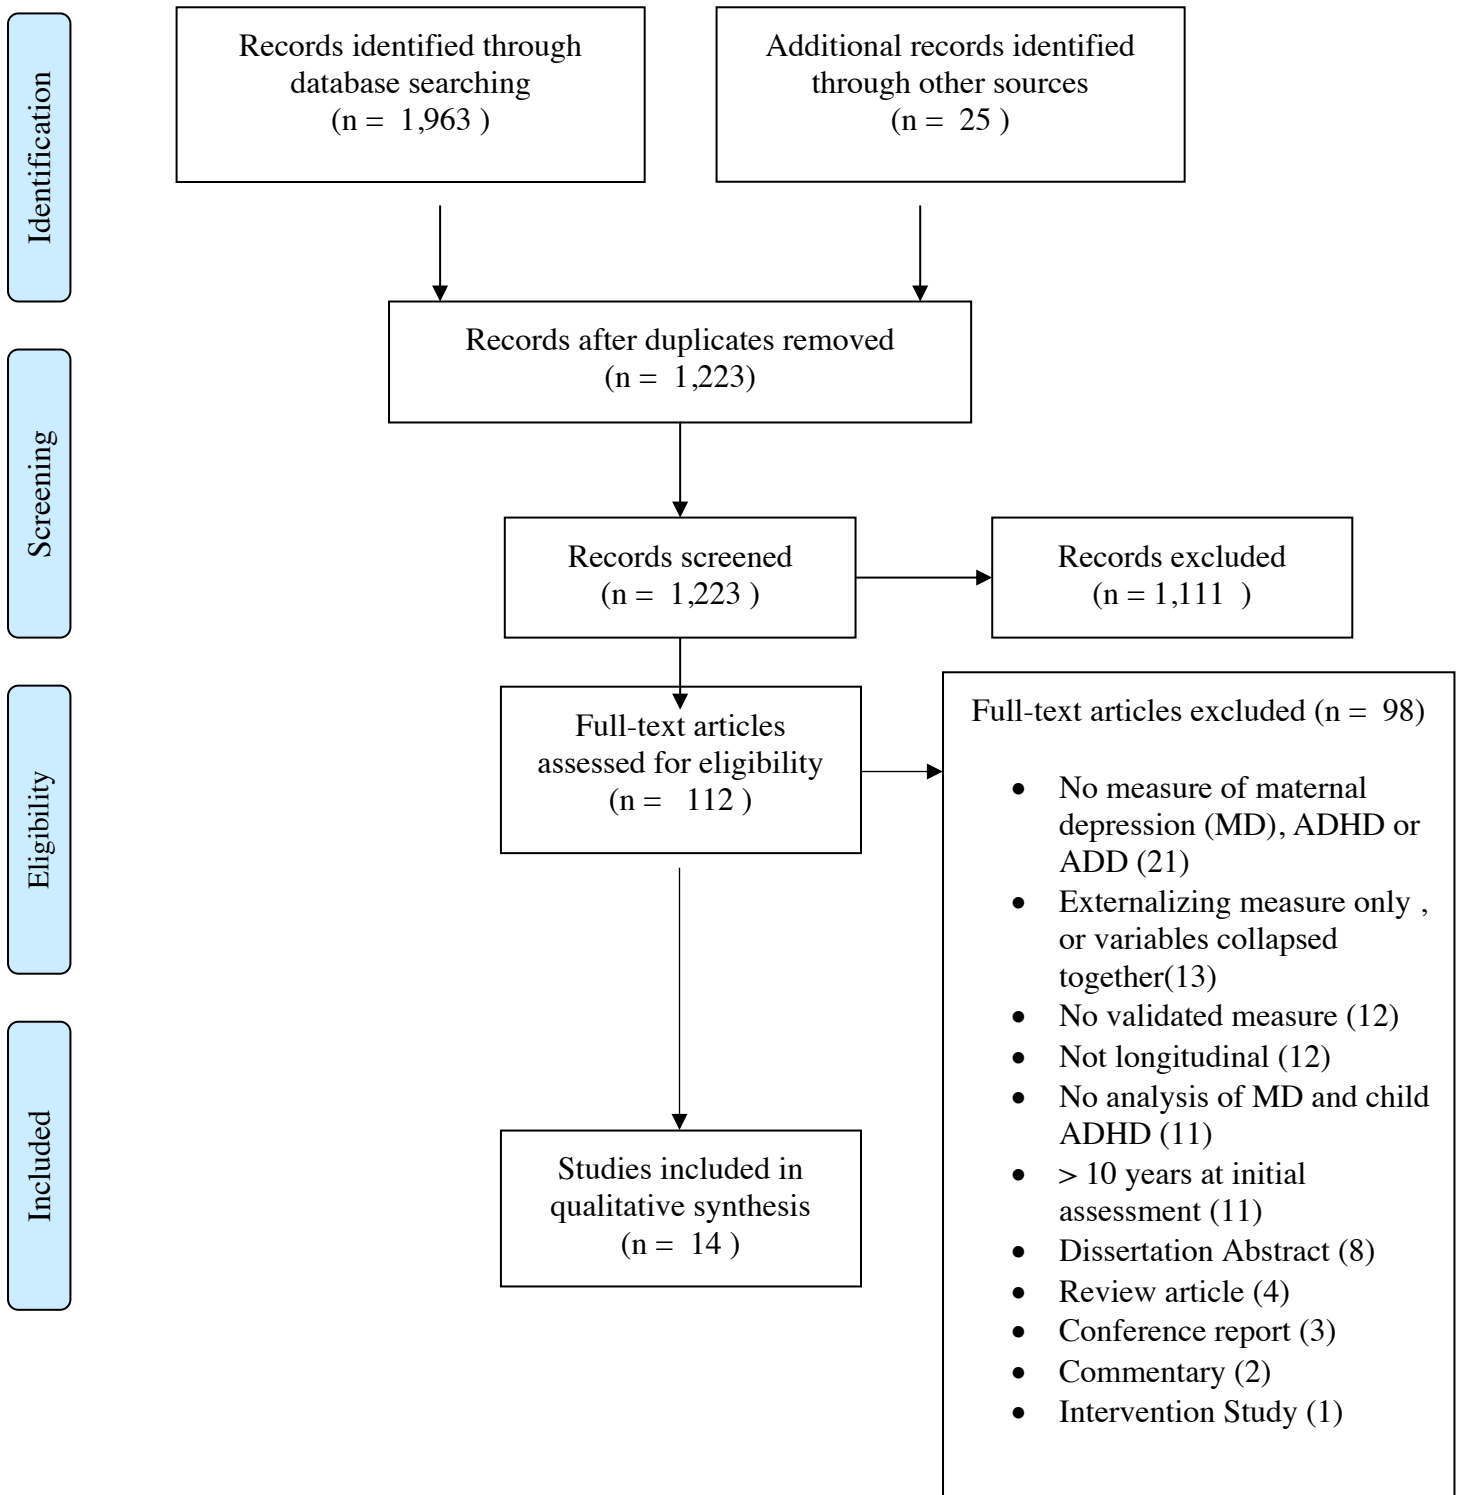 Identification
Records identified through
database searching
(n =  1,963 )
Additional records identified
through other sources
(n =  25 )
Records after duplicates removed
(n =  1,223)
Screening
Records screened
(n =  1,223 )
Records excluded
(n = 1,111  )
Eligibility
Full-text articles
assessed for eligibility
(n =   112 )
Full-text articles excluded (n =  98)
• No measure of maternal
depression (MD), ADHD or
ADD (21)
• Externalizing measure only ,
or variables collapsed
together(13)
• No validated measure (12)
• Not longitudinal (12)
• No analysis of MD and child
ADHD (11)
• > 10 years at initial
assessment (11)
• Dissertation Abstract (8)
• Review article (4)
• Conference report (3)
• Commentary (2)
• Intervention Study (1)
Included
Studies included in
qualitative synthesis
(n =  14 )